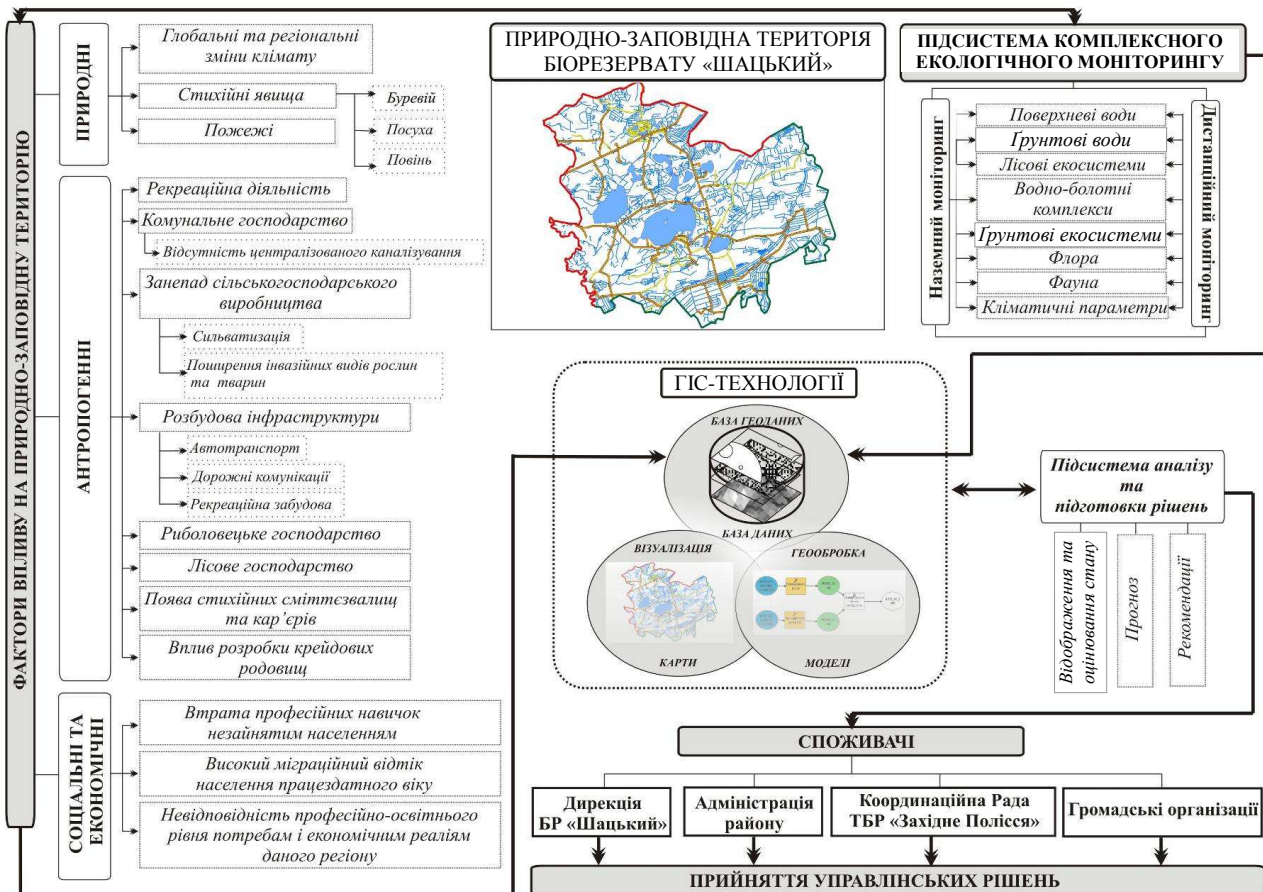 ФАКТОРИ ВПЛИВУ НА ПРИРОДНО-ЗАПОВІДНУ ТЕРИТОРІЮ
ПРИРОДНІ
Глобальні та регіональні
зміни клімату
Стихійні явища
Буревій
Посуха
Повінь
Пожежі
АНТРОПОГЕННІ
Рекреаційна діяльність
Комунальне господарство
Відсутність централізованого каналізування
Занепад сільськогосподарського
виробництва
Сильватизація
Поширення інвазійних видів рослин
та тварин
Розбудова інфраструктури
Автотранспорт
Дорожні комунікації
Рекреаційна забудова
Риболовецьке господарство
Лісове господарство
Поява стихійних сміттєзвалищ
та кар’єрів
Вплив розробки крейдових
родовищ
СОЦІАЛЬНІ ТА
ЕКОНОМІЧНІ
Втрата професійних навичок
незайнятим населенням
Високий міграційний відтік
населення працездатного віку
Невідповідність професійно-освітнього
рівня потребам і економічним реаліям
даного регіону
ПРИРОДНО-ЗАПОВІДНА ТЕРИТОРІЯ
БІОРЕЗЕРВАТУ «ШАЦЬКИЙ»
ПІДСИСТЕМА КОМПЛЕКСНОГО
ЕКОЛОГІЧНОГО МОНІТОРИНГУ
Наземний моніторинг
Поверхневі води
Ґрунтові води
Лісові екосистеми
Водно-болотні
комплекси
Ґрунтові екосистеми
Флора
Фауна
Кліматичні параметри
Дистанційний моніторинг
ГІС-ТЕХНОЛОГІЇ
БАЗА ГЕОДАНИХ
БАЗА ДАНИХ
ВІЗУАЛІЗАЦІЯ
КАРТИ
ГЕООБРОБКА
МОДЕЛІ
Підсистема аналізу
та
підготовки рішень
Відображення та
оцінювання стану
Прогноз
Рекомендації
СПОЖИВАЧІ
Дирекція
БР «Шацький»
Адміністрація
району
Координаційна Рада
ТБР «Західне Полісся»
Громадські організації
ПРИЙНЯТТЯ УПРАВЛІНСЬКИХ РІШЕНЬ